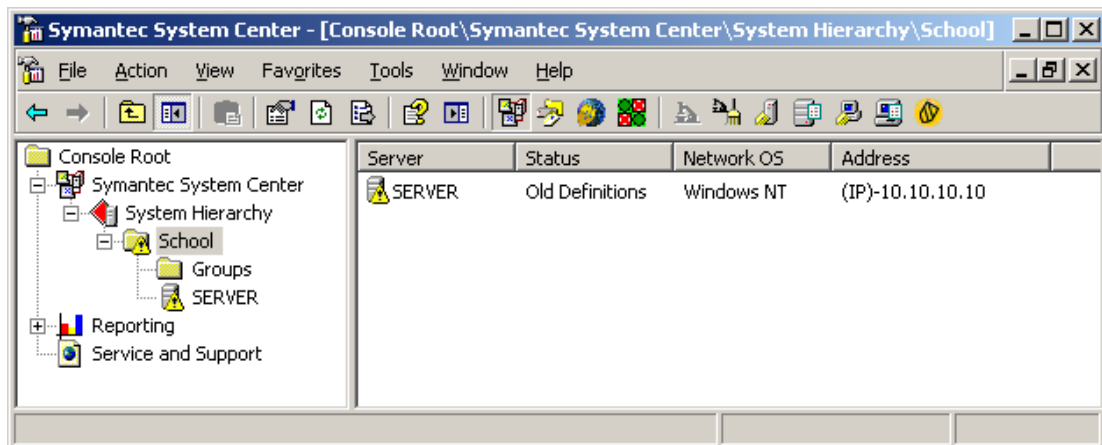 Symantec System Center - [Console Root\Symantec System Center\System Hierarchy\School]
File Action View Favorites Tools Window Help
Console Root
Symantec System Center
System Hierarchy
School
Groups
SERVER
Reporting
Service and Support
Server Status Network OS Address
SERVER Old Definitions Windows NT (IP)-10.10.10.10